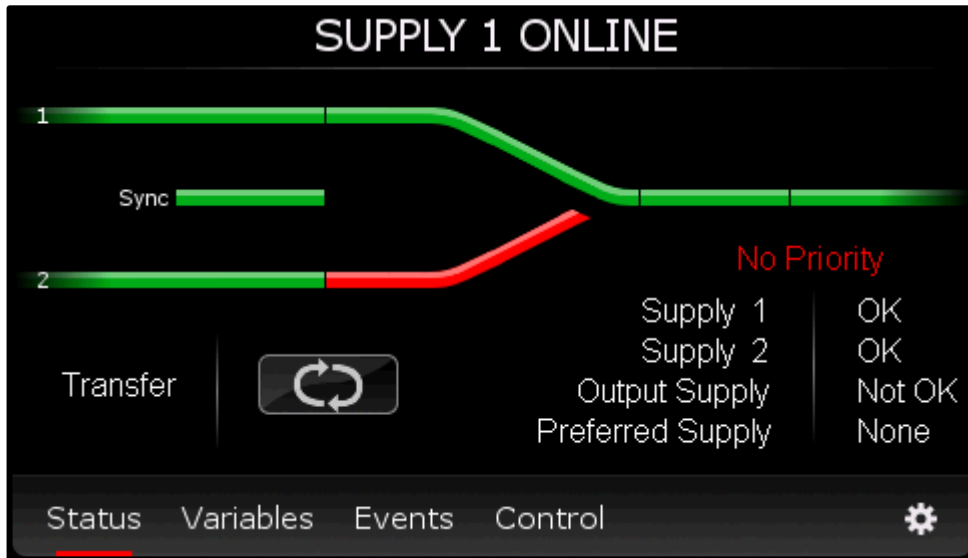 SUPPLY 1 ONLINE
1
Sync
2
No Priority
Supply 1 OK
Supply 2 OK
Output Supply Not OK
Preferred Supply None
Transfer
Status Variables Events Control